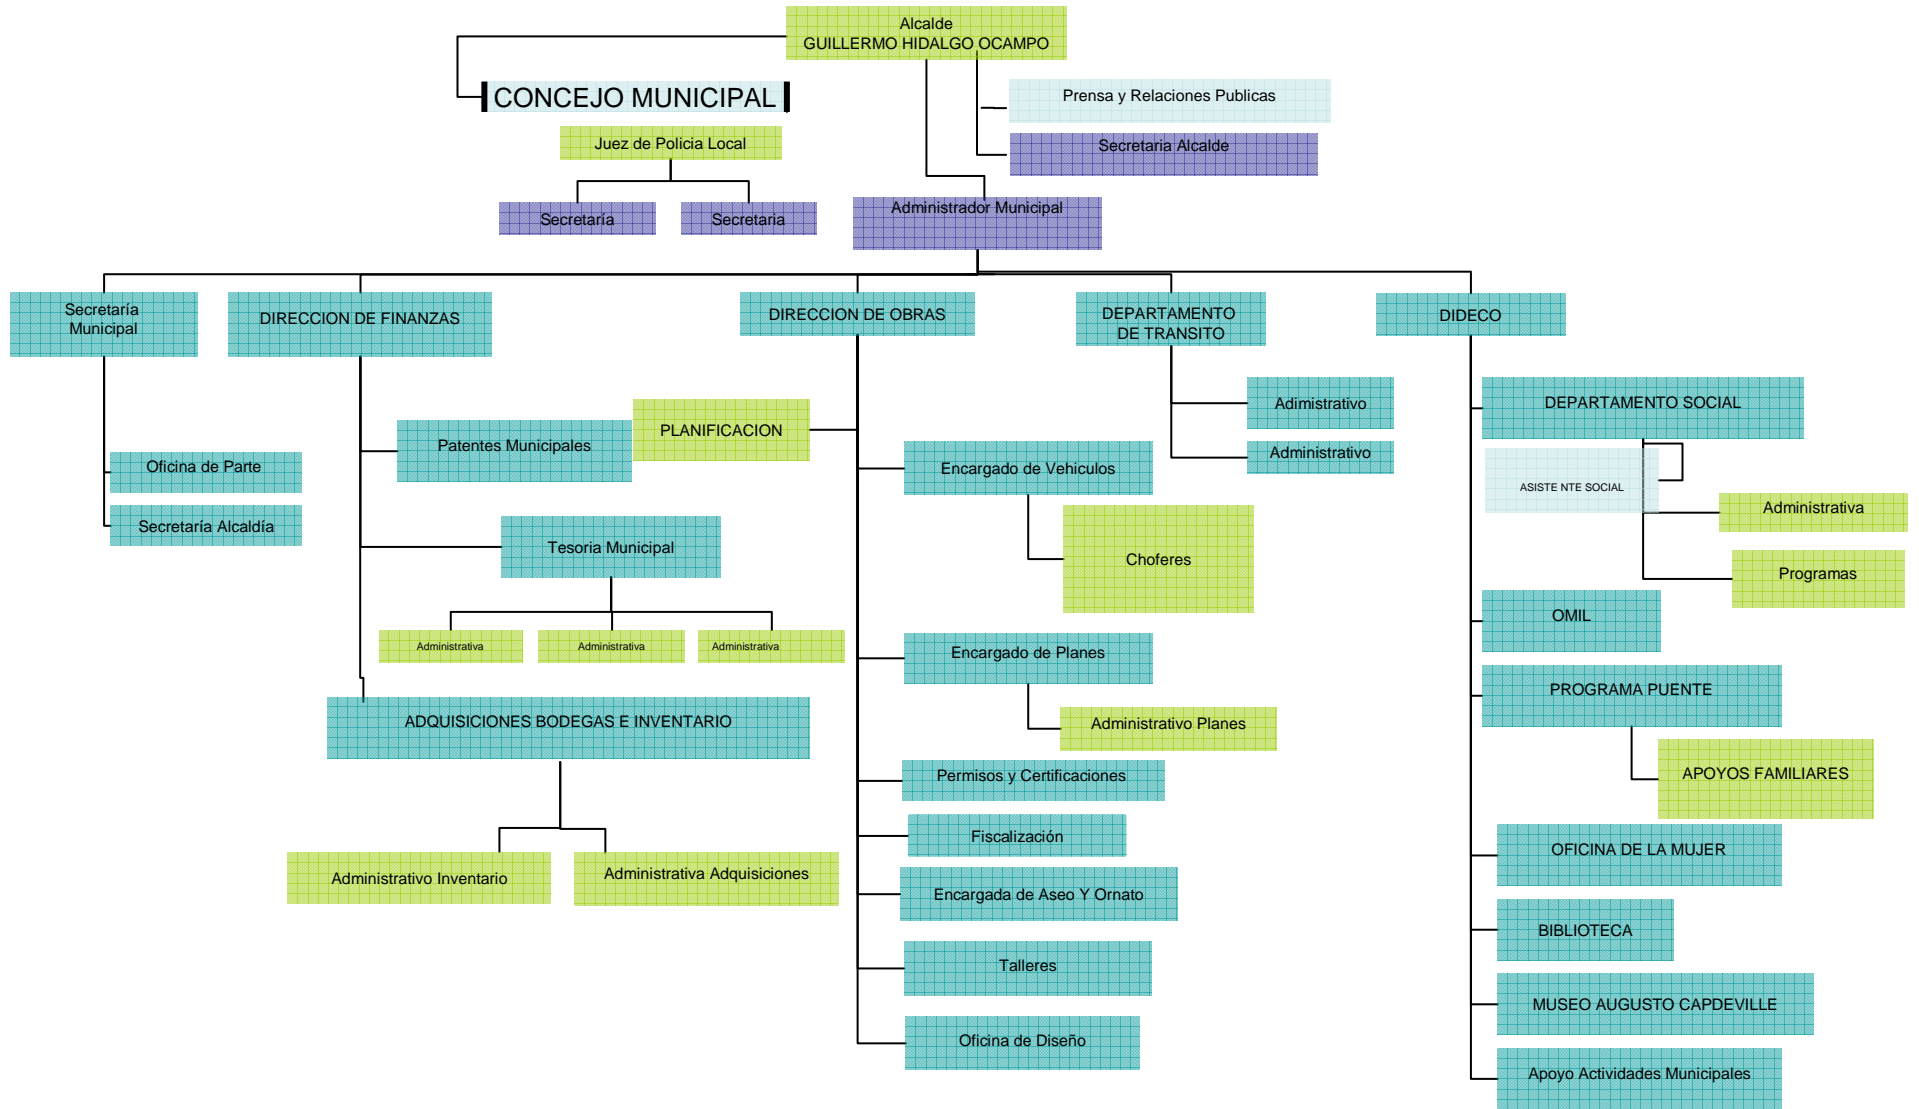 Alcalde
GUILLERMO HIDALGO OCAMPO
CONCEJO MUNICIPAL
Prensa y Relaciones Publicas
Juez de Policia Local
Secretaria Alcalde
Secretaría
Secretaria
Administrador Municipal
Secretaría
Municipal
DIRECCION DE FINANZAS
DIRECCION DE OBRAS
DEPARTAMENTO
DE TRANSITO
DIDECO
Oficina de Parte
Secretaría Alcaldía
Patentes Municipales
Tesoria Municipal
Administrativa
Administrativa
Administrativa
ADQUISICIONES BODEGAS E INVENTARIO
Administrativo Inventario
Administrativa Adquisiciones
PLANIFICACION
Encargado de Vehiculos
Choferes
Encargado de Planes
Administrativo Planes
Permisos y Certificaciones
Fiscalización
Encargada de Aseo Y Ornato
Talleres
Oficina de Diseño
Adimistrativo
Administrativo
DEPARTAMENTO SOCIAL
ASISTE NTE SOCIAL
Administrativa
Programas
OMIL
PROGRAMA PUENTE
APOYOS FAMILIARES
OFICINA DE LA MUJER
BIBLIOTECA
MUSEO AUGUSTO CAPDEVILLE
Apoyo Actividades Municipales